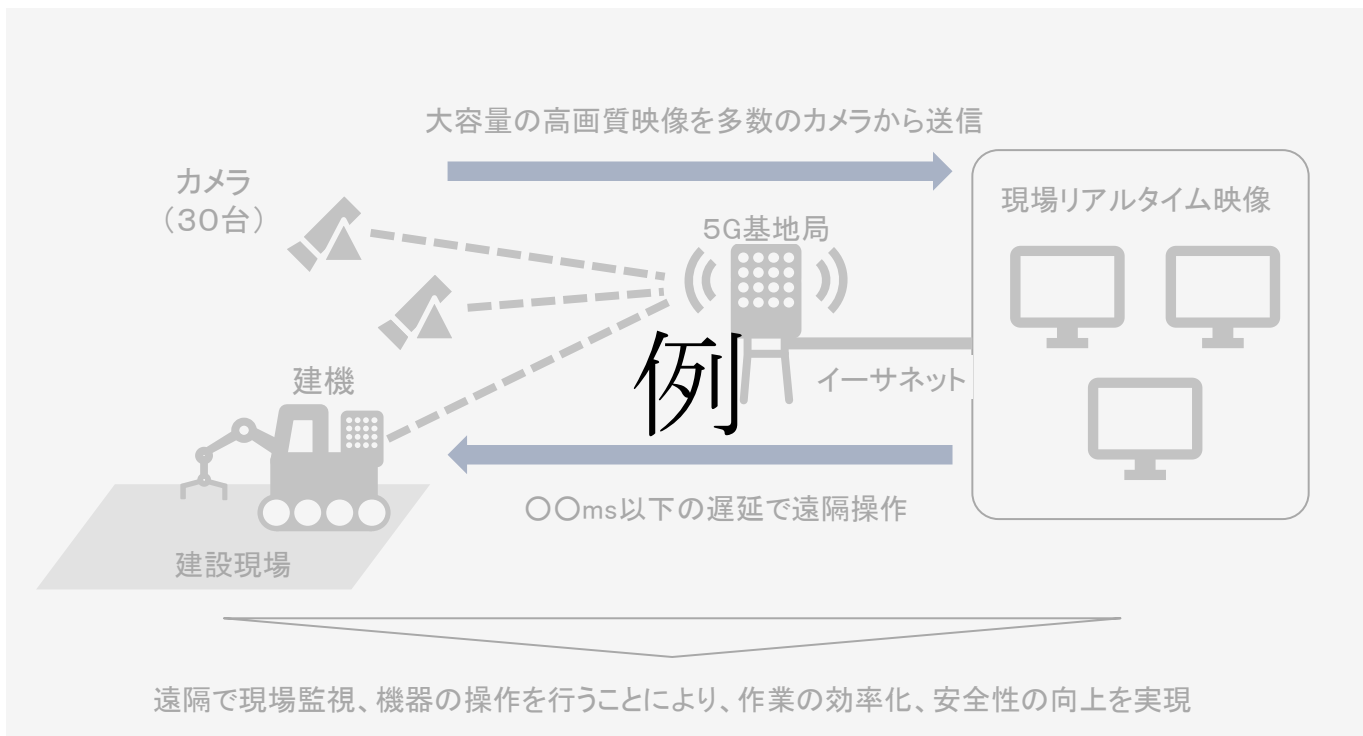 大容量の高画質映像を多数のカメラから送信
カメラ
（30台）
5G基地局
現場リアルタイム映像
例
イーサネット
建機
〇〇ms以下の遅延で遠隔操作
建設現場
遠隔で現場監視、機器の操作を行うことにより、作業の効率化、安全性の向上を実現